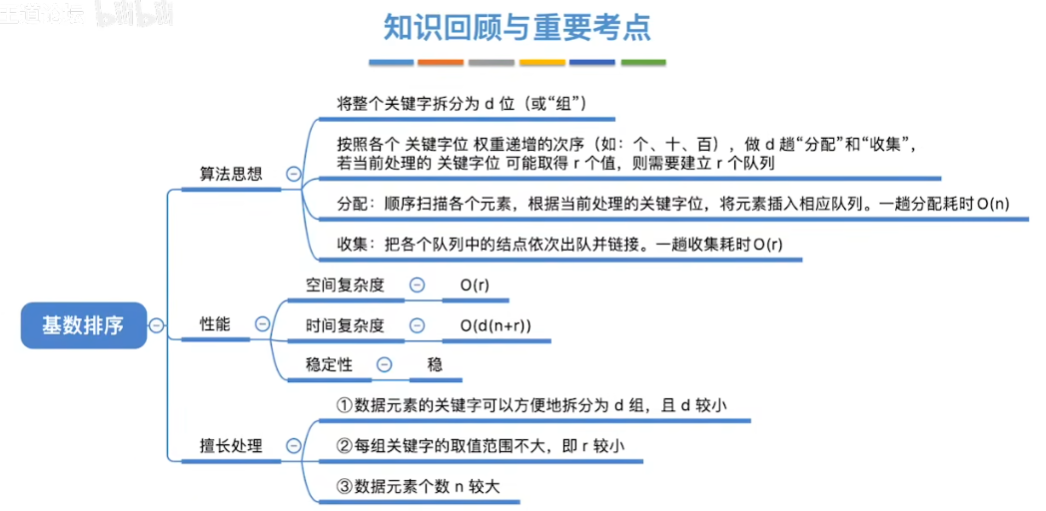 王道论坛 bilibili
知识回顾与重要考点
将整个关键字拆分为 d 位（或“组”）
按照各个 关键字位 权重递增的次序（如：个、十、百），做 d 趟“分配”和“收集”，
若当前处理的 关键字位 可能取得 r 个值，则需要建立 r 个队列
算法思想
分配：顺序扫描各个元素，根据当前处理的关键字位，将元素插入相应队列。一趟分配耗时O(n)
收集：把各个队列中的结点依次出队并链接。一趟收集耗时O(r)
基数排序
性能
空间复杂度
O(r)
时间复杂度
O(d(n+r))
稳定性
稳
擅长处理
①数据元素的关键字可以方便地拆分为 d 组，且 d 较小
②每组关键字的取值范围不大，即 r 较小
③数据元素个数 n 较大